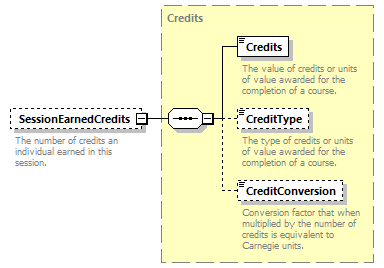 Credits
Credits
The value of credits or units
of value awarded for the
completion of a course.
SessionEarnedCredits
The number of credits an
individual earned in this
session.
CreditType
The type of credits or units
of value awarded for the
completion of a course.
CreditConversion
Conversion factor that when
multiplied by the number of
credits is equivalent to
Carnegie units.